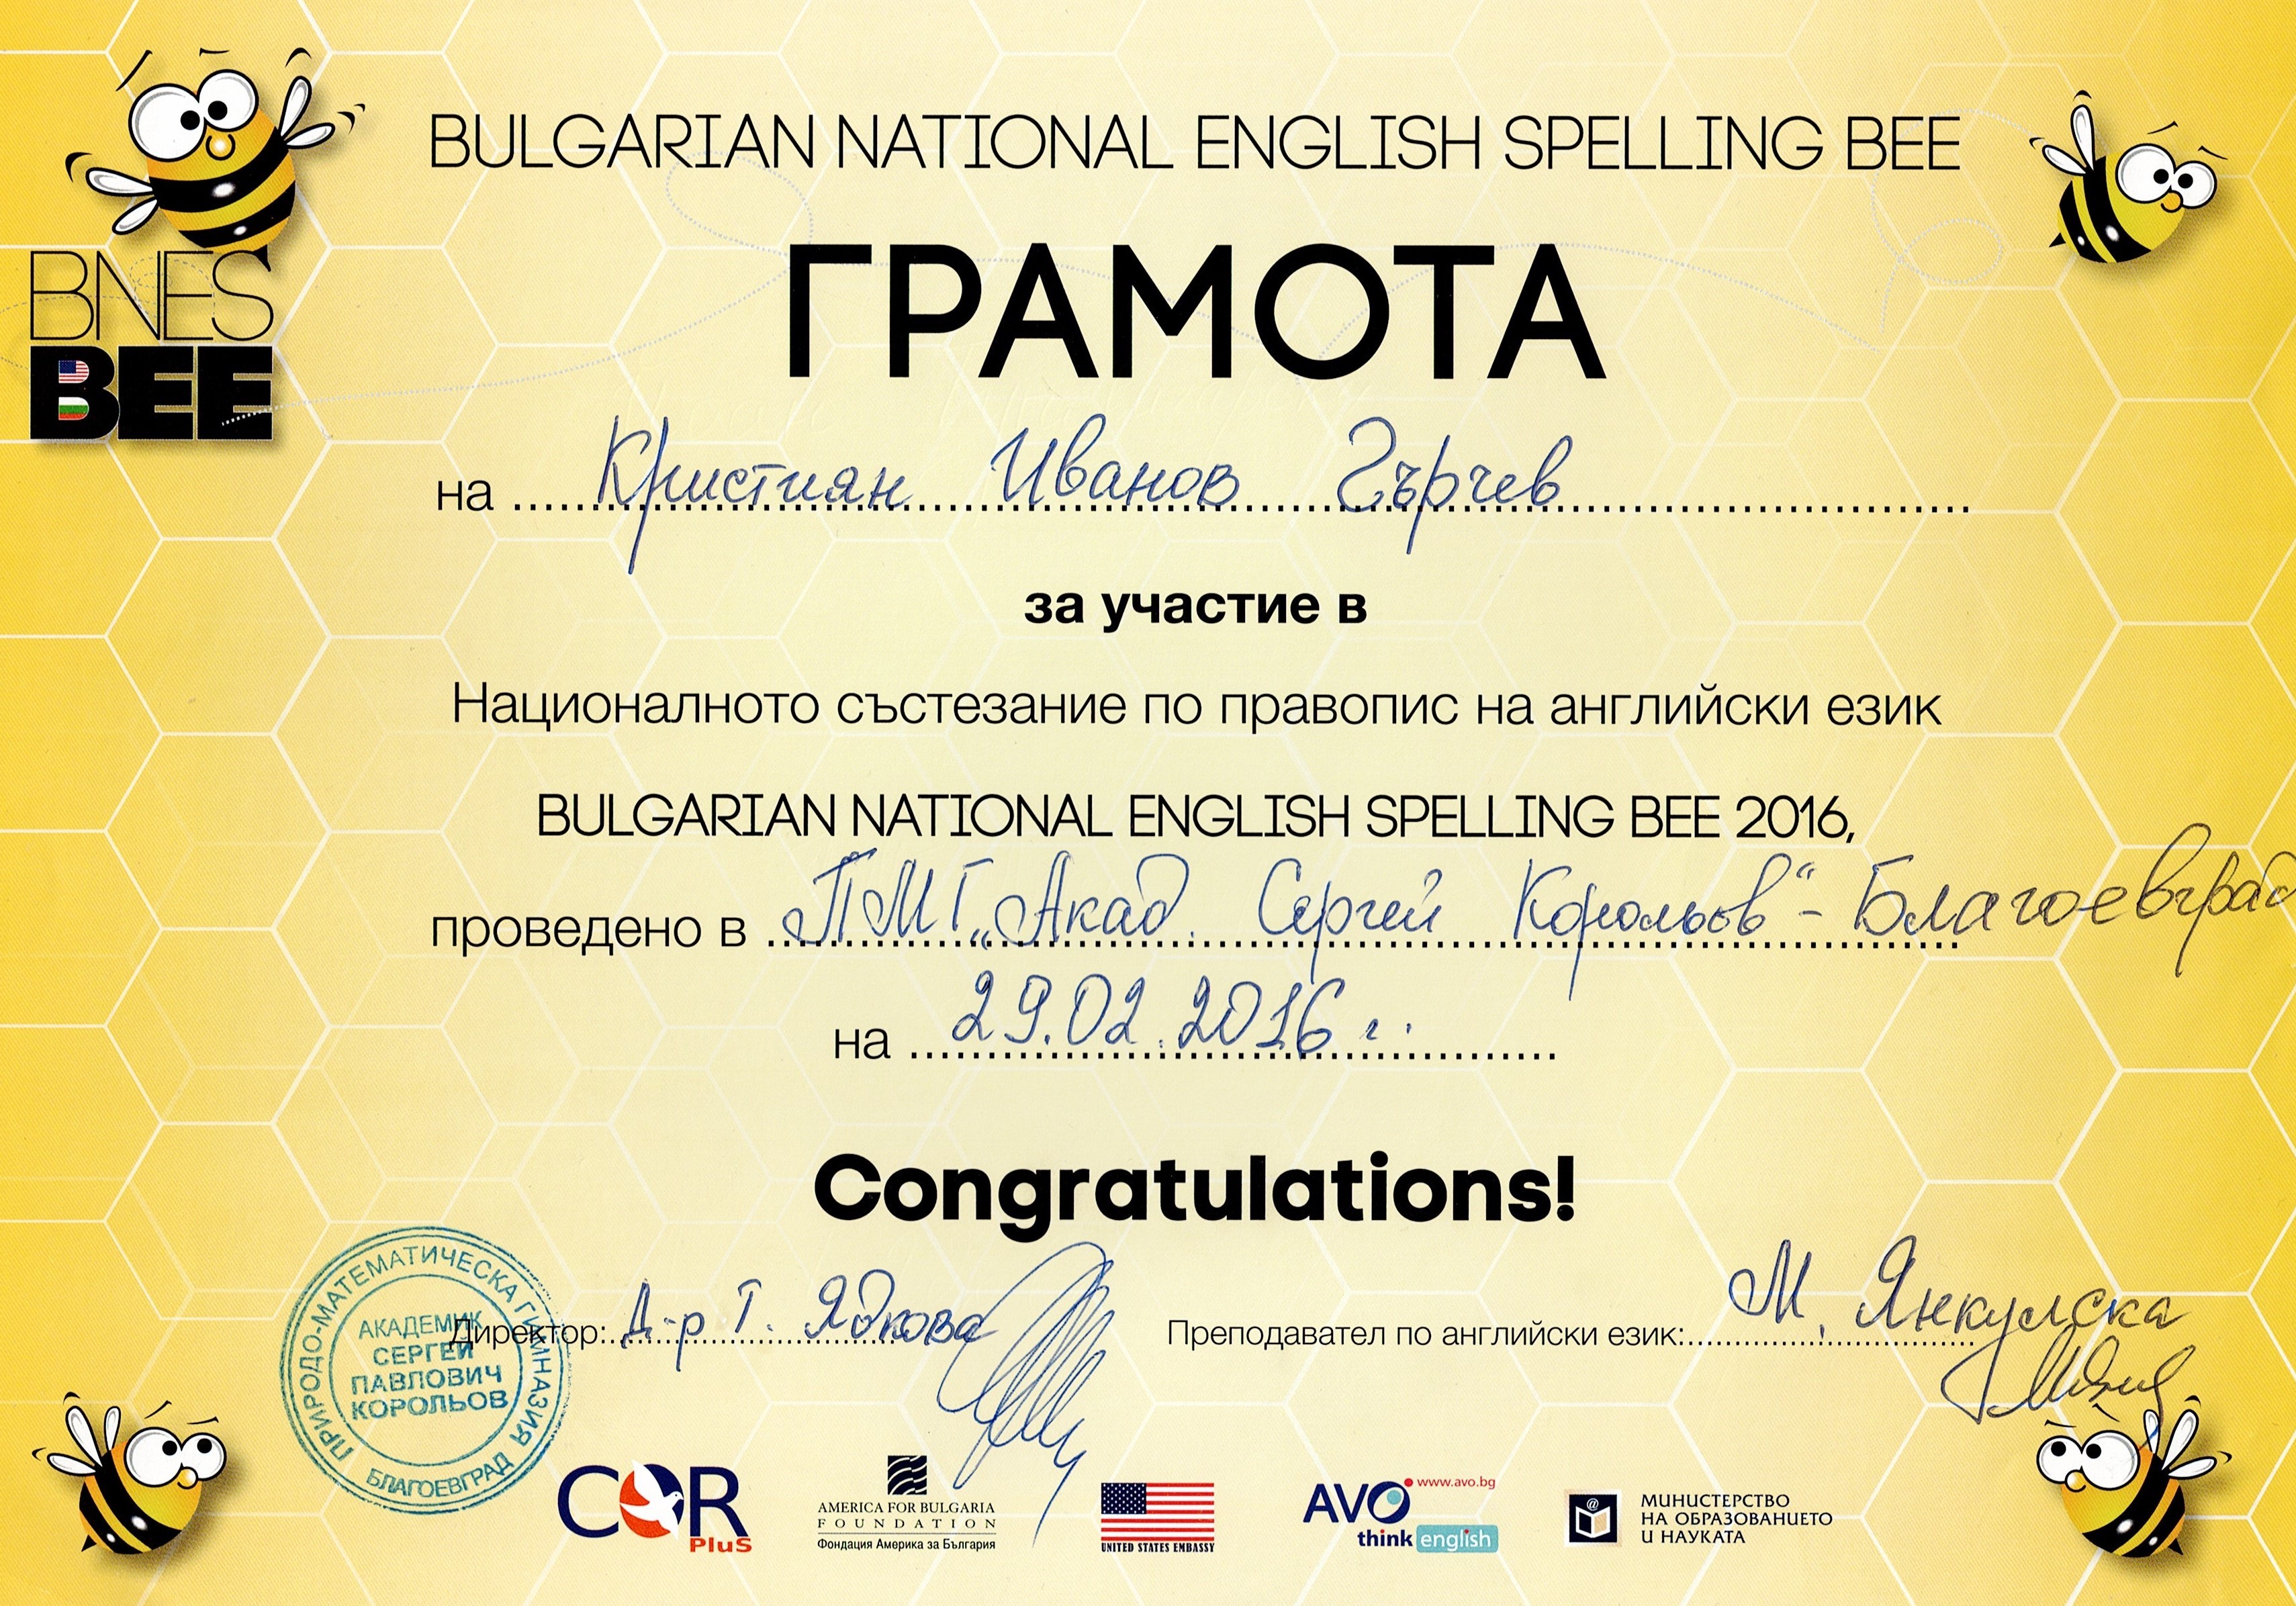 BULGARIAN NATIONAL ENGLISH SPELLING BEE
ГРАМОТА
BNES
BEE
на Кристиян Иванов Гърчев
за участие в
Националното състезание по правопис на английски език
BULGARIAN NATIONAL ENGLISH SPELLING BEE 2016,
проведено в ПМГ „Акад. Сергей Корольов“ - Благоевград
на 29.02.2016 г.
Congratulations!
ПРИРОДО-МАТЕМАТИЧЕСКА ГИМНАЗИЯ
АКАДЕМИК
СЕРГЕЙ
ПАВЛОВИЧ
КОРОЛЬОВ
БЛАГОЕВГРАД
Директор: Д-р Т. Ядкова
Преподавател по английски език: М. Янкулска
COR
PluS
AMERICA FOR BULGARIA
FOUNDATION
Фондация Америка за България
UNITED STATES EMBASSY
AVO www.avo.bg
think english
МИНИСТЕРСТВО
НА ОБРАЗОВАНИЕТО
И НАУКАТА